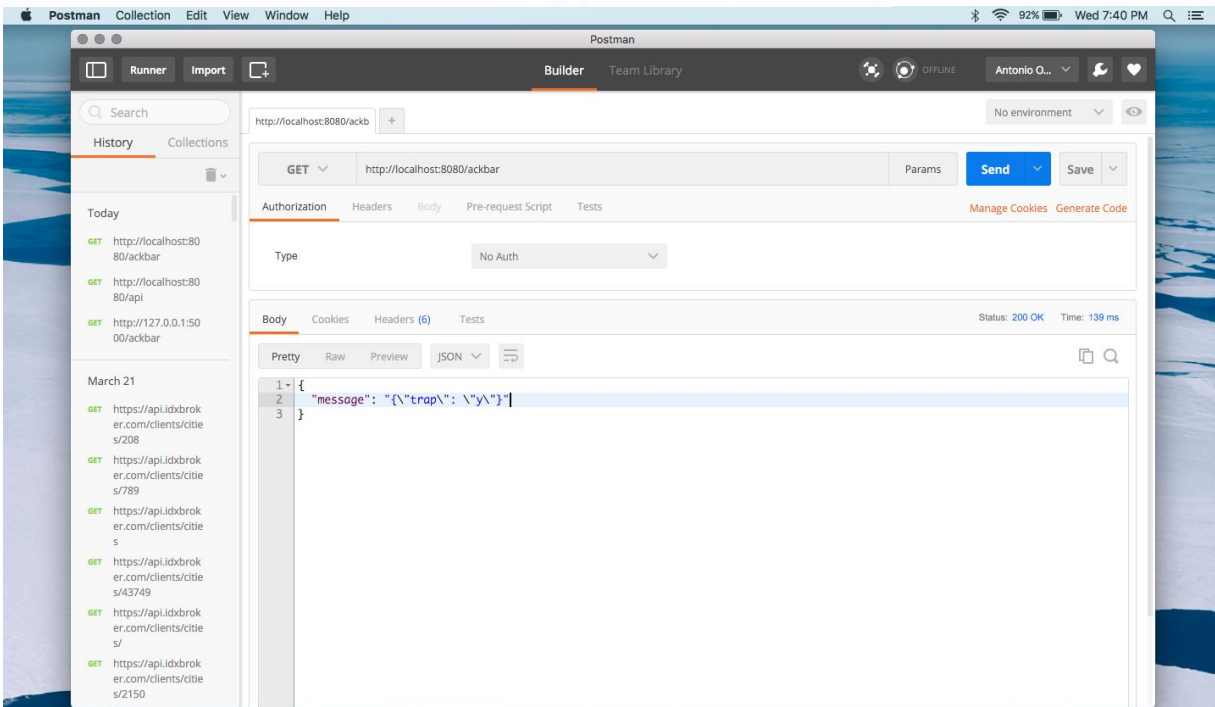 Postman Collection Edit View Window Help 92% Wed 7:40 PM
Postman
Runner Import Builder Team Library OFFLINE Antonio O...
Search
http://localhost:8080/ackb + No environment
History Collections
GET http://localhost:8080/ackbar Params Send Save
Authorization Headers Body Pre-request Script Tests Manage Cookies Generate Code
Type No Auth
Today
GET http://localhost:80
80/ackbar
GET http://localhost:80
80/api
GET http://127.0.0.1:50
00/ackbar
March 21
GET https://api.idxbrok
er.com/clients/citie
s/208
GET https://api.idxbrok
er.com/clients/citie
s/789
GET https://api.idxbrok
er.com/clients/citie
s
GET https://api.idxbrok
er.com/clients/citie
s/43749
GET https://api.idxbrok
er.com/clients/citie
s/
GET https://api.idxbrok
er.com/clients/citie
s/2150
Body Cookies Headers (6) Tests Status: 200 OK Time: 139 ms
Pretty Raw Preview JSON
1 {
2 "message": "{\"trap\": \"y\"}"
3 }